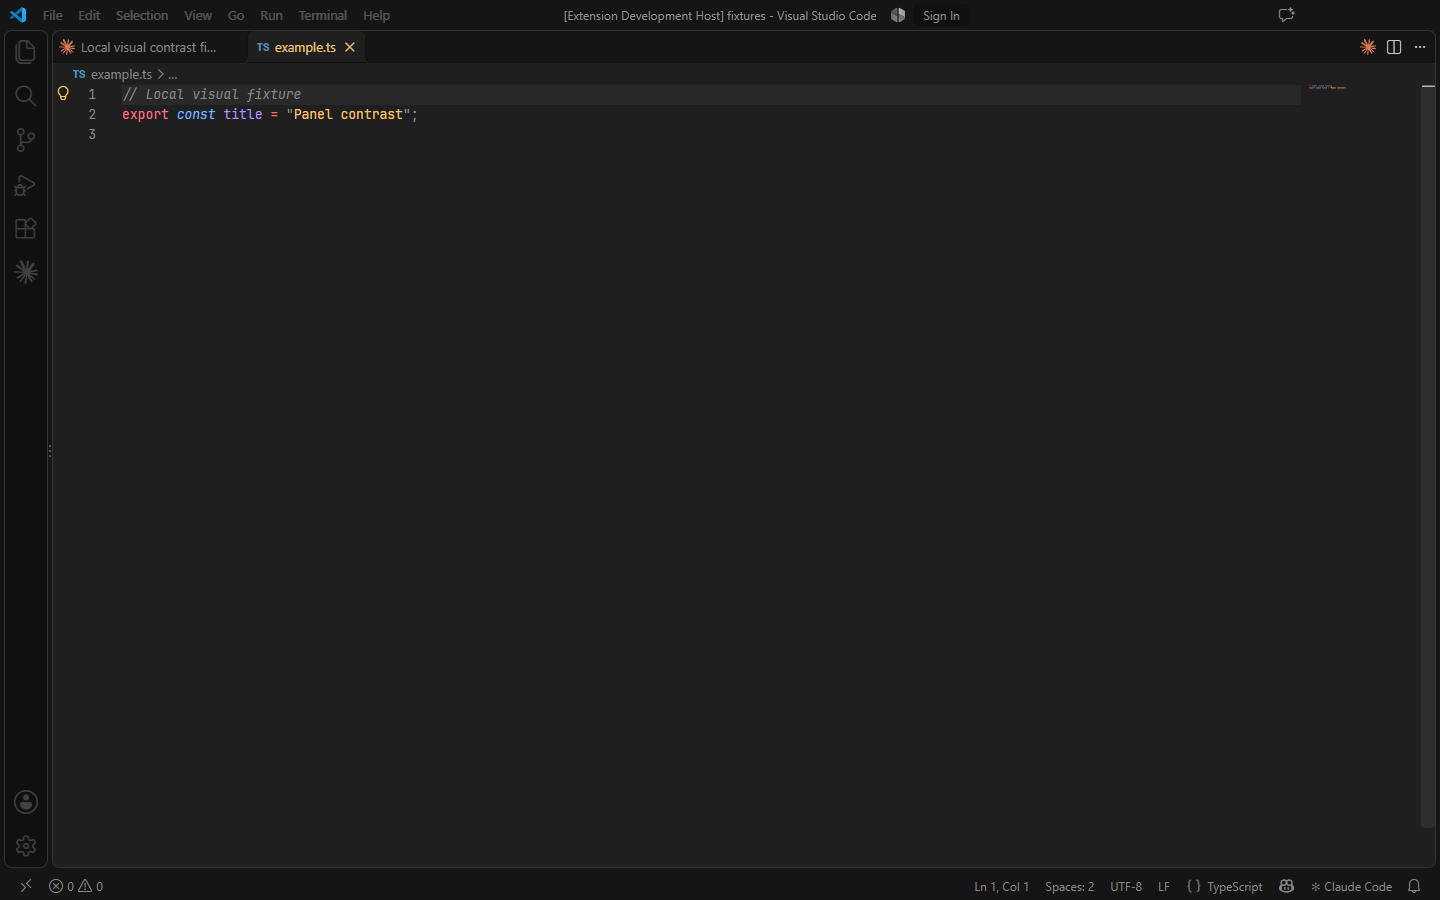 File Edit Selection View Go Run Terminal Help
[Extension Development Host] fixtures - Visual Studio Code
Sign In
Local visual contrast fi...
TS example.ts
TS example.ts > ...
1 // Local visual fixture
2 export const title = "Panel contrast";
3
0 0
Ln 1, Col 1 Spaces: 2 UTF-8 LF { } TypeScript Claude Code